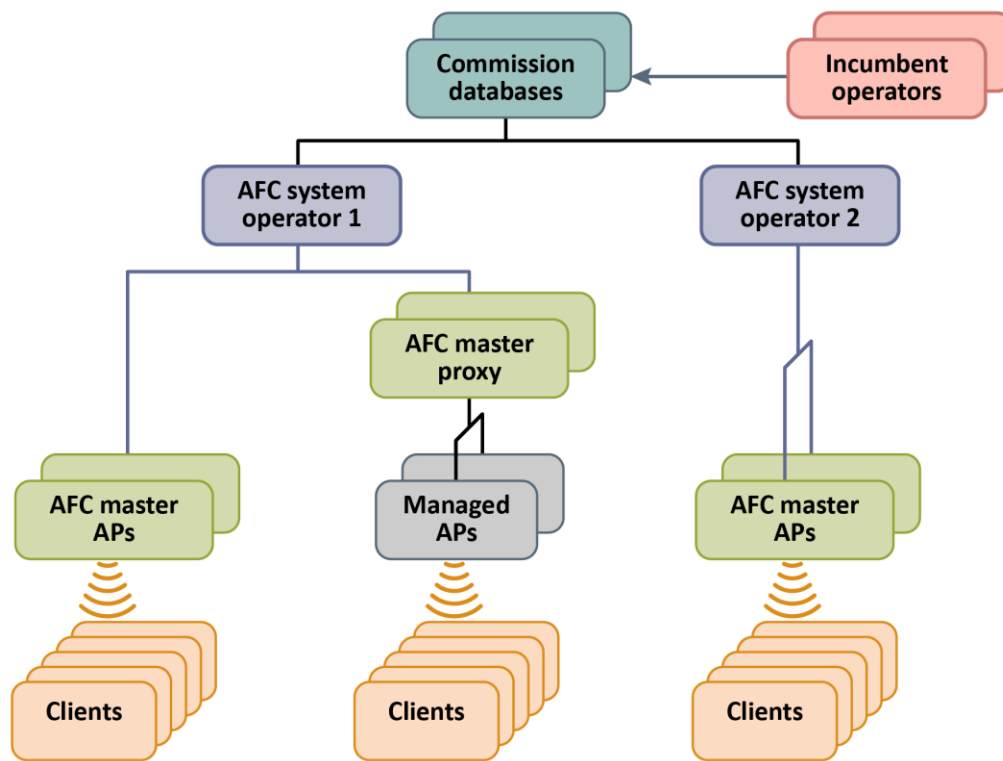 Commission
databases
Incumbent
operators
AFC system
operator 1
AFC system
operator 2
AFC master
proxy
AFC master
APs
Managed
APs
AFC master
APs
Clients
Clients
Clients